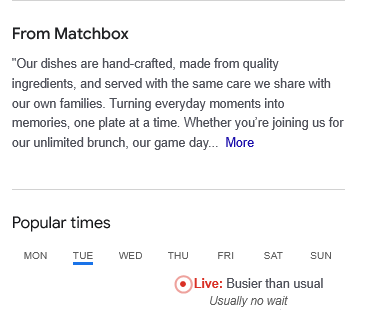 From Matchbox
"Our dishes are hand-crafted, made from quality
ingredients, and served with the same care we share with
our own families. Turning everyday moments into
memories, one plate at a time. Whether you’re joining us for
our unlimited brunch, our game day... More
Popular times
MON TUE WED THU FRI SAT SUN
Live: Busier than usual
Usually no wait